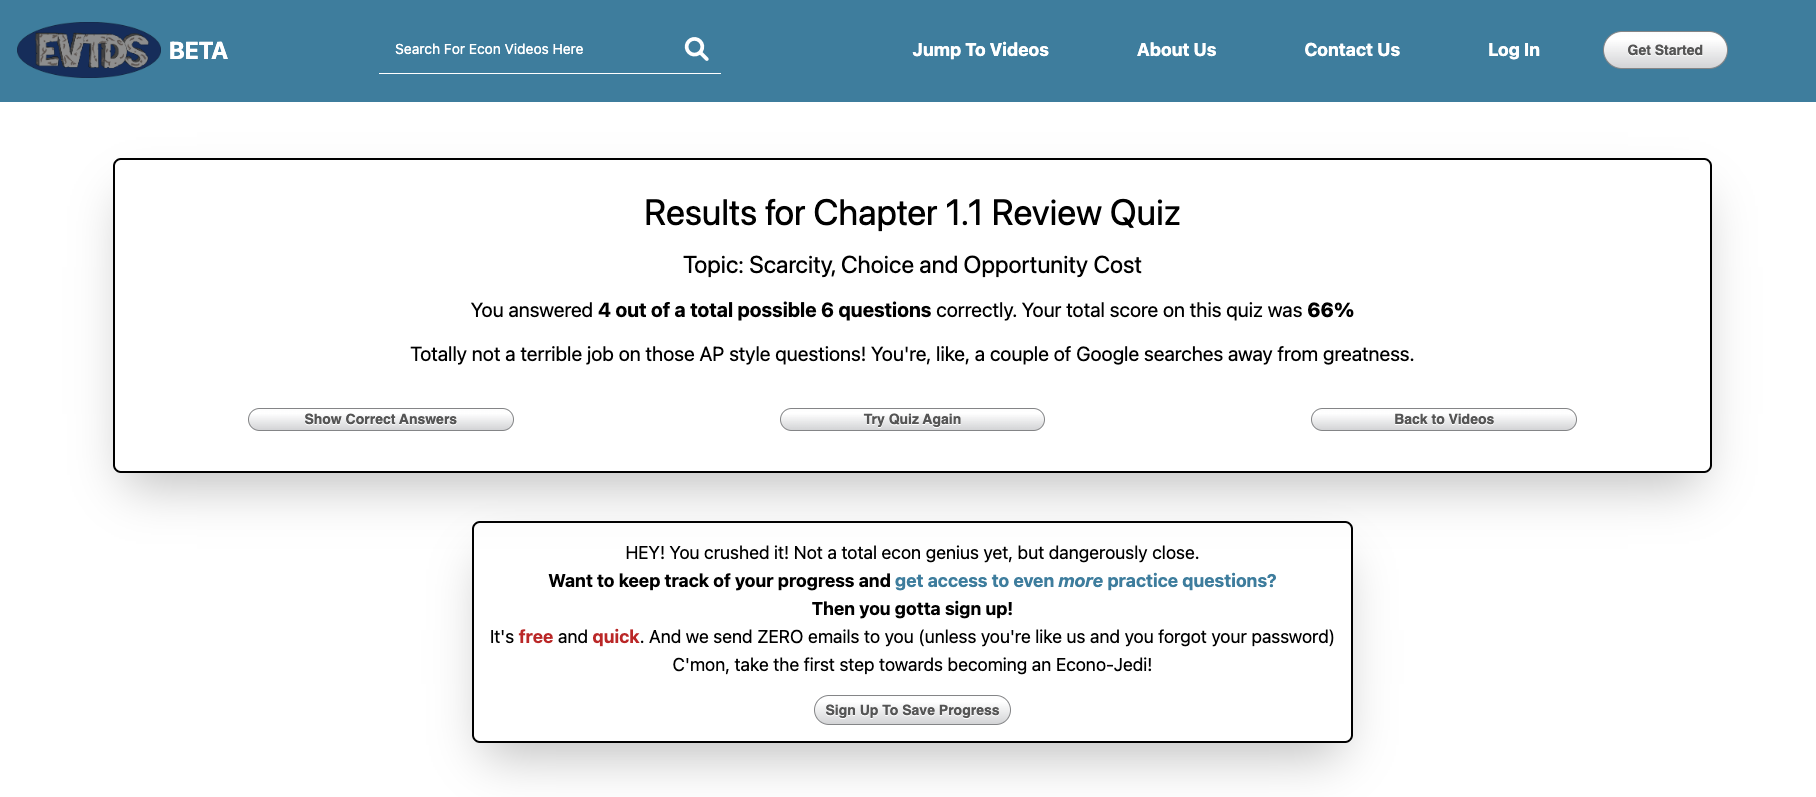 EVTDS BETA
Search For Econ Videos Here
Jump To Videos
About Us
Contact Us
Log In
Get Started
Results for Chapter 1.1 Review Quiz
Topic: Scarcity, Choice and Opportunity Cost
You answered 4 out of a total possible 6 questions correctly. Your total score on this quiz was 66%
Totally not a terrible job on those AP style questions! You're, like, a couple of Google searches away from greatness.
Show Correct Answers
Try Quiz Again
Back to Videos
HEY! You crushed it! Not a total econ genius yet, but dangerously close.
Want to keep track of your progress and get access to even more practice questions?
Then you gotta sign up!
It's free and quick. And we send ZERO emails to you (unless you're like us and you forgot your password)
C'mon, take the first step towards becoming an Econo-Jedi!
Sign Up To Save Progress